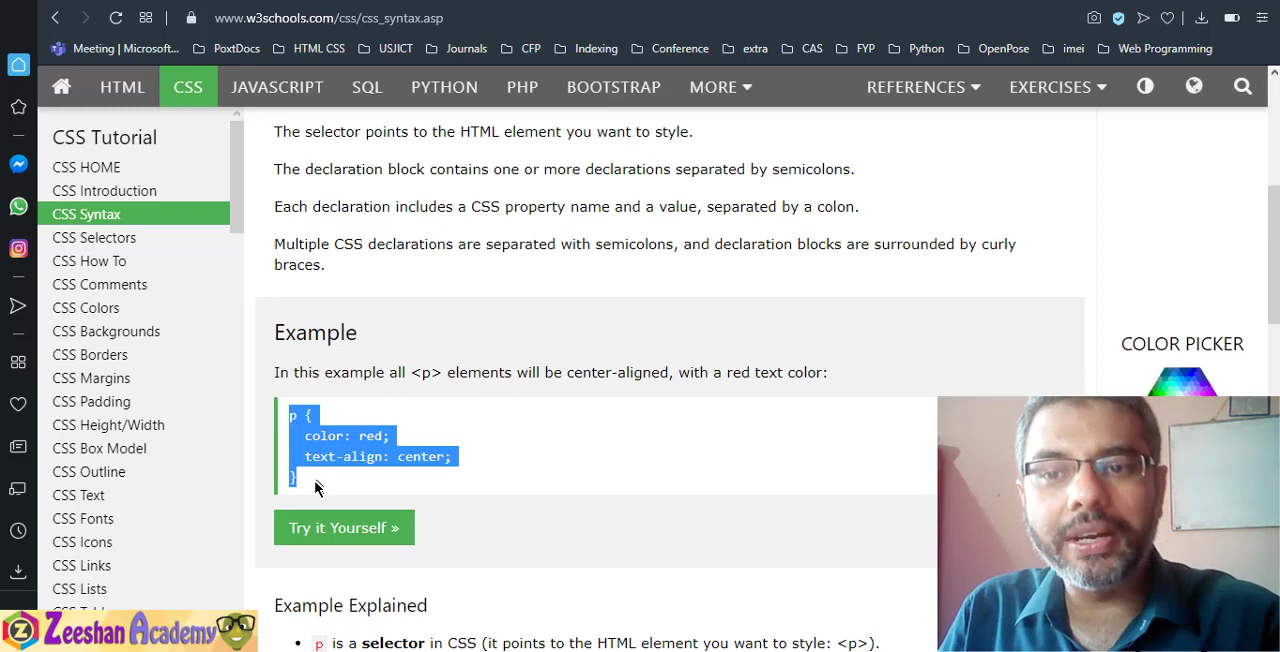 www.w3schools.com/css/css_syntax.asp
Meeting | Microsoft... PoxtDocs HTML CSS USJICT Journals CFP Indexing Conference extra CAS FYP Python OpenPose imei Web Programming
HTML CSS JAVASCRIPT SQL PYTHON PHP BOOTSTRAP MORE REFERENCES EXERCISES
CSS Tutorial
CSS HOME
CSS Introduction
CSS Syntax
CSS Selectors
CSS How To
CSS Comments
CSS Colors
CSS Backgrounds
CSS Borders
CSS Margins
CSS Padding
CSS Height/Width
CSS Box Model
CSS Outline
CSS Text
CSS Fonts
CSS Icons
CSS Links
CSS Lists
The selector points to the HTML element you want to style.
The declaration block contains one or more declarations separated by semicolons.
Each declaration includes a CSS property name and a value, separated by a colon.
Multiple CSS declarations are separated with semicolons, and declaration blocks are surrounded by curly
braces.
Example
In this example all <p> elements will be center-aligned, with a red text color:
p {
color: red;
text-align: center;
}
Try it Yourself »
Example Explained
• p is a selector in CSS (it points to the HTML element you want to style: <p>).
COLOR PICKER
Z Zeeshan Academy